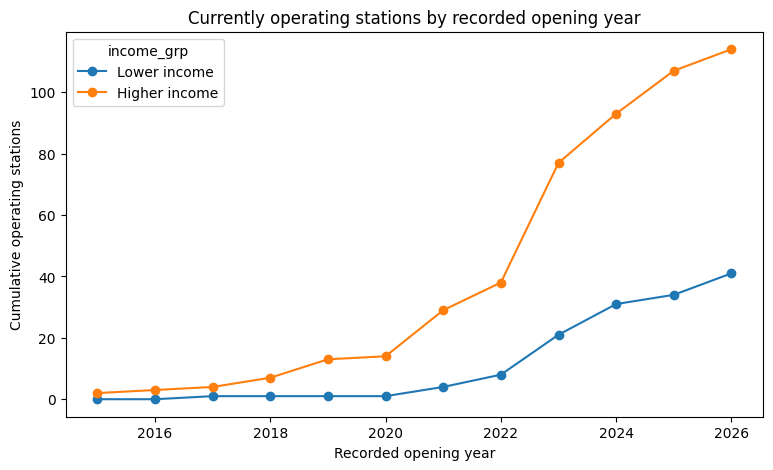 Currently operating stations by recorded opening year
income_grp
Lower income
Higher income
Cumulative operating stations
100
80
60
40
20
0
2016 2018 2020 2022 2024 2026
Recorded opening year